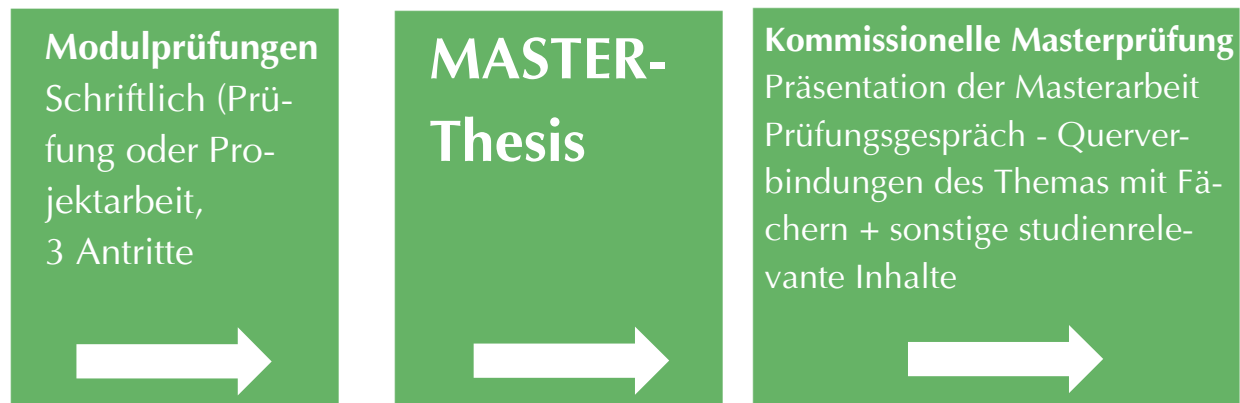 Modulprüfungen
Schriftlich (Prü-
fung oder Pro-
jektarbeit,
3 Antritte
MASTER-
Thesis
Kommissionelle Masterprüfung
Präsentation der Masterarbeit
Prüfungsgespräch - Querver-
bindungen des Themas mit Fä-
chern + sonstige studienrele-
vante Inhalte